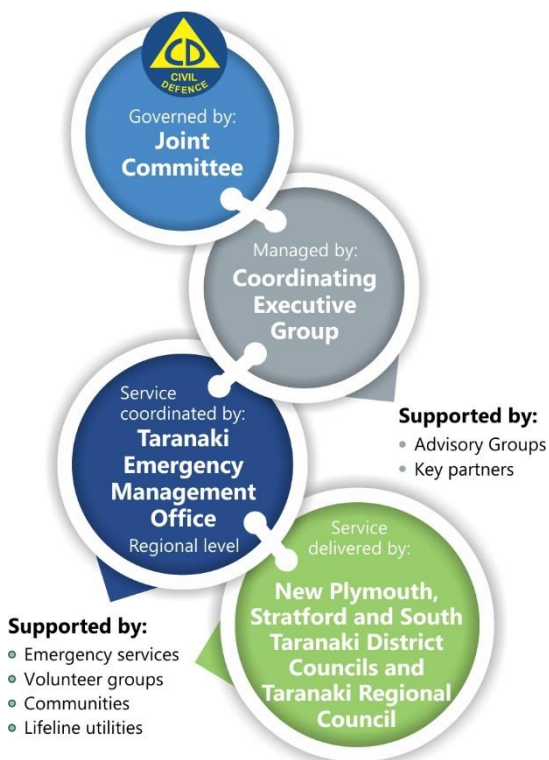 CD
CIVIL
DEFENCE
Governed by:
Joint
Committee
Managed by:
Coordinating
Executive
Group
Service
coordinated by:
Taranaki
Emergency
Management
Office
Regional level
Supported by:
• Advisory Groups
• Key partners
Service
delivered by:
New Plymouth,
Stratford and South
Taranaki District
Councils and
Taranaki Regional
Council
Supported by:
• Emergency services
• Volunteer groups
• Communities
• Lifeline utilities